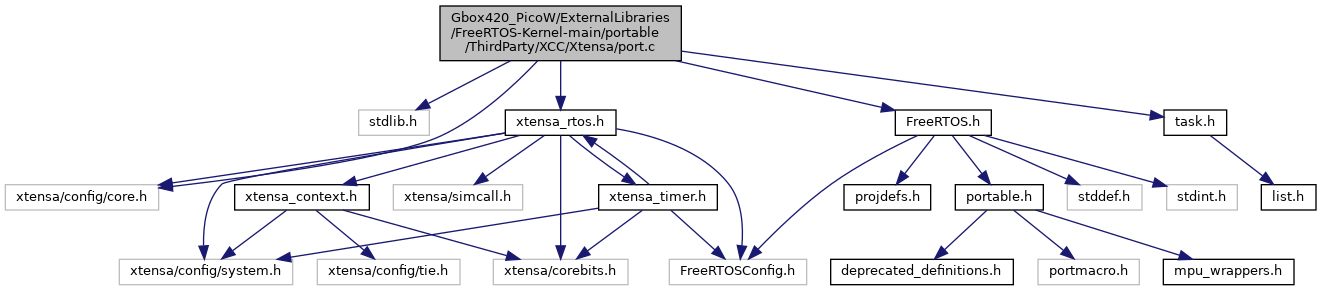 Gbox420_PicoW/ExternalLibraries
/FreeRTOS-Kernel-main/portable
/ThirdParty/XCC/Xtensa/port.c
stdlib.h
xtensa_rtos.h
FreeRTOS.h
task.h
xtensa/config/core.h
xtensa_context.h
xtensa/simcall.h
xtensa_timer.h
projdefs.h
portable.h
stddef.h
stdint.h
list.h
xtensa/config/system.h
xtensa/config/tie.h
xtensa/corebits.h
FreeRTOSConfig.h
deprecated_definitions.h
portmacro.h
mpu_wrappers.h